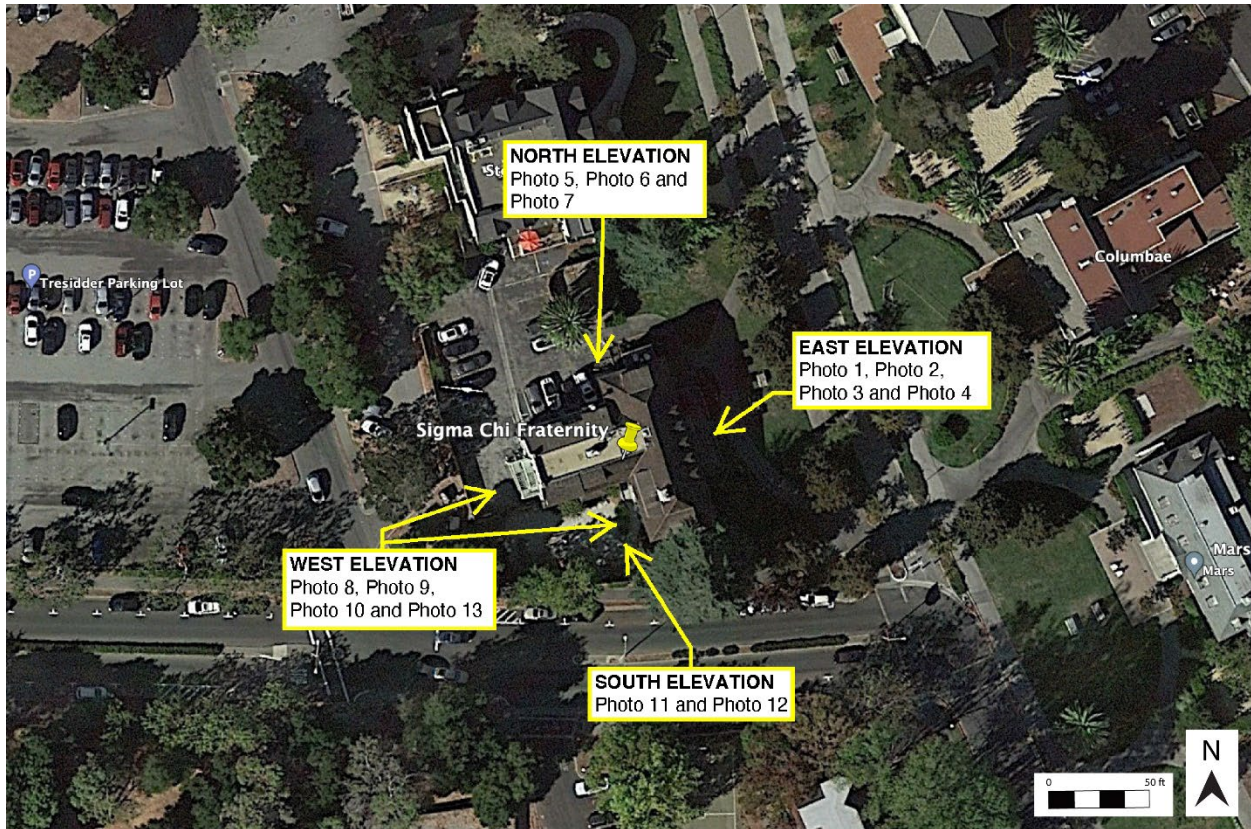 NORTH ELEVATION
Photo 5, Photo 6 and
Photo 7
Tresidder Parking Lot
P
Columbae
EAST ELEVATION
Photo 1, Photo 2,
Photo 3 and Photo 4
Sigma Chi Fraternity
WEST ELEVATION
Photo 8, Photo 9,
Photo 10 and Photo 13
Mars
Mars
SOUTH ELEVATION
Photo 11 and Photo 12
N
0 50 ft